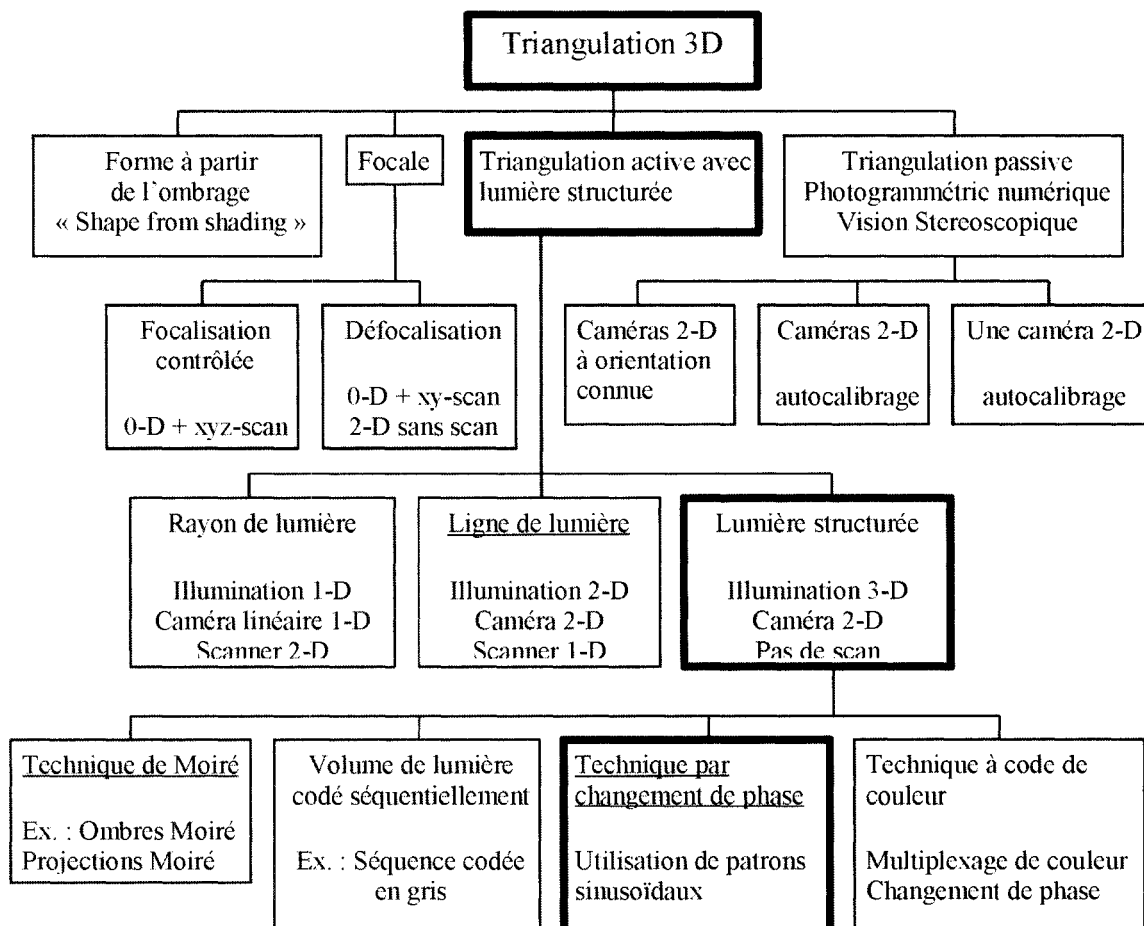 Triangulation 3D
Forme à partir
de l`ombrage
« Shape from shading »
Focale
Triangulation active avec
lumière structurée
Triangulation passive
Photogrammétric numérique
Vision Stereoscopique
Focalisation
contrôlée
0-D + xyz-scan
Défocalisation
0-D + xy-scan
2-D sans scan
Caméras 2-D
à orientation
connue
Caméras 2-D
autocalibrage
Une caméra 2-D
autocalibrage
Rayon de lumière
Illumination 1-D
Caméra linéaire 1-D
Scanner 2-D
Ligne de lumière
Illumination 2-D
Caméra 2-D
Scanner 1-D
Lumière structurée
Illumination 3-D
Caméra 2-D
Pas de scan
Technique de Moiré
Ex. : Ombres Moiré
Projections Moiré
Volume de lumière
codé séquentiellement
Ex. : Séquence codée
en gris
Technique par
changement de phase
Utilisation de patrons
sinusoïdaux
Technique à code de
couleur
Multiplexage de couleur
Changement de phase